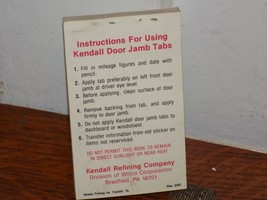 Instructions For Using
Kendall Door Jamb Tabs
1. Fill in mileage figures and date with
pencil.
2. Apply tab preferably on left front door
jamb at driver eye level
3. Before applying, clean surface of door
jamb.
4. Remove backing from tab, and apply
firmly to door jamb.
5. Do not apply Kendall door jamb tabs to
dashboard or windshield.
6. Transfer information from old sticker on
items not reserviced.
DO NOT PERMIT THIS BOOK TO REMAIN
IN DIRECT SUNLIGHT OR NEAR HEAT
Kendall Refining Company
Division of Witco Corporation
Bradford, PA 16701